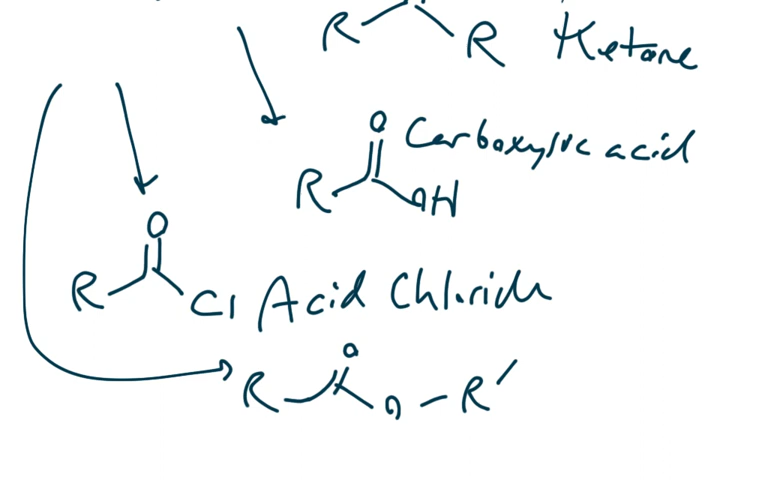 R R Ketone
O Carboxylic acid
R OH
O
R Cl Acid Chloride
O
R O - R'